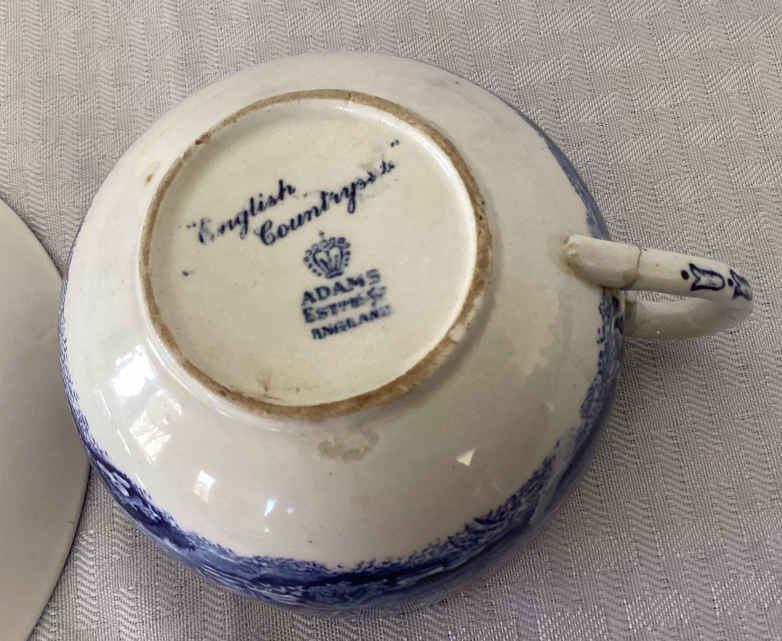 "English
Countryside"
ADAMS
ESTD 1657
ENGLAND